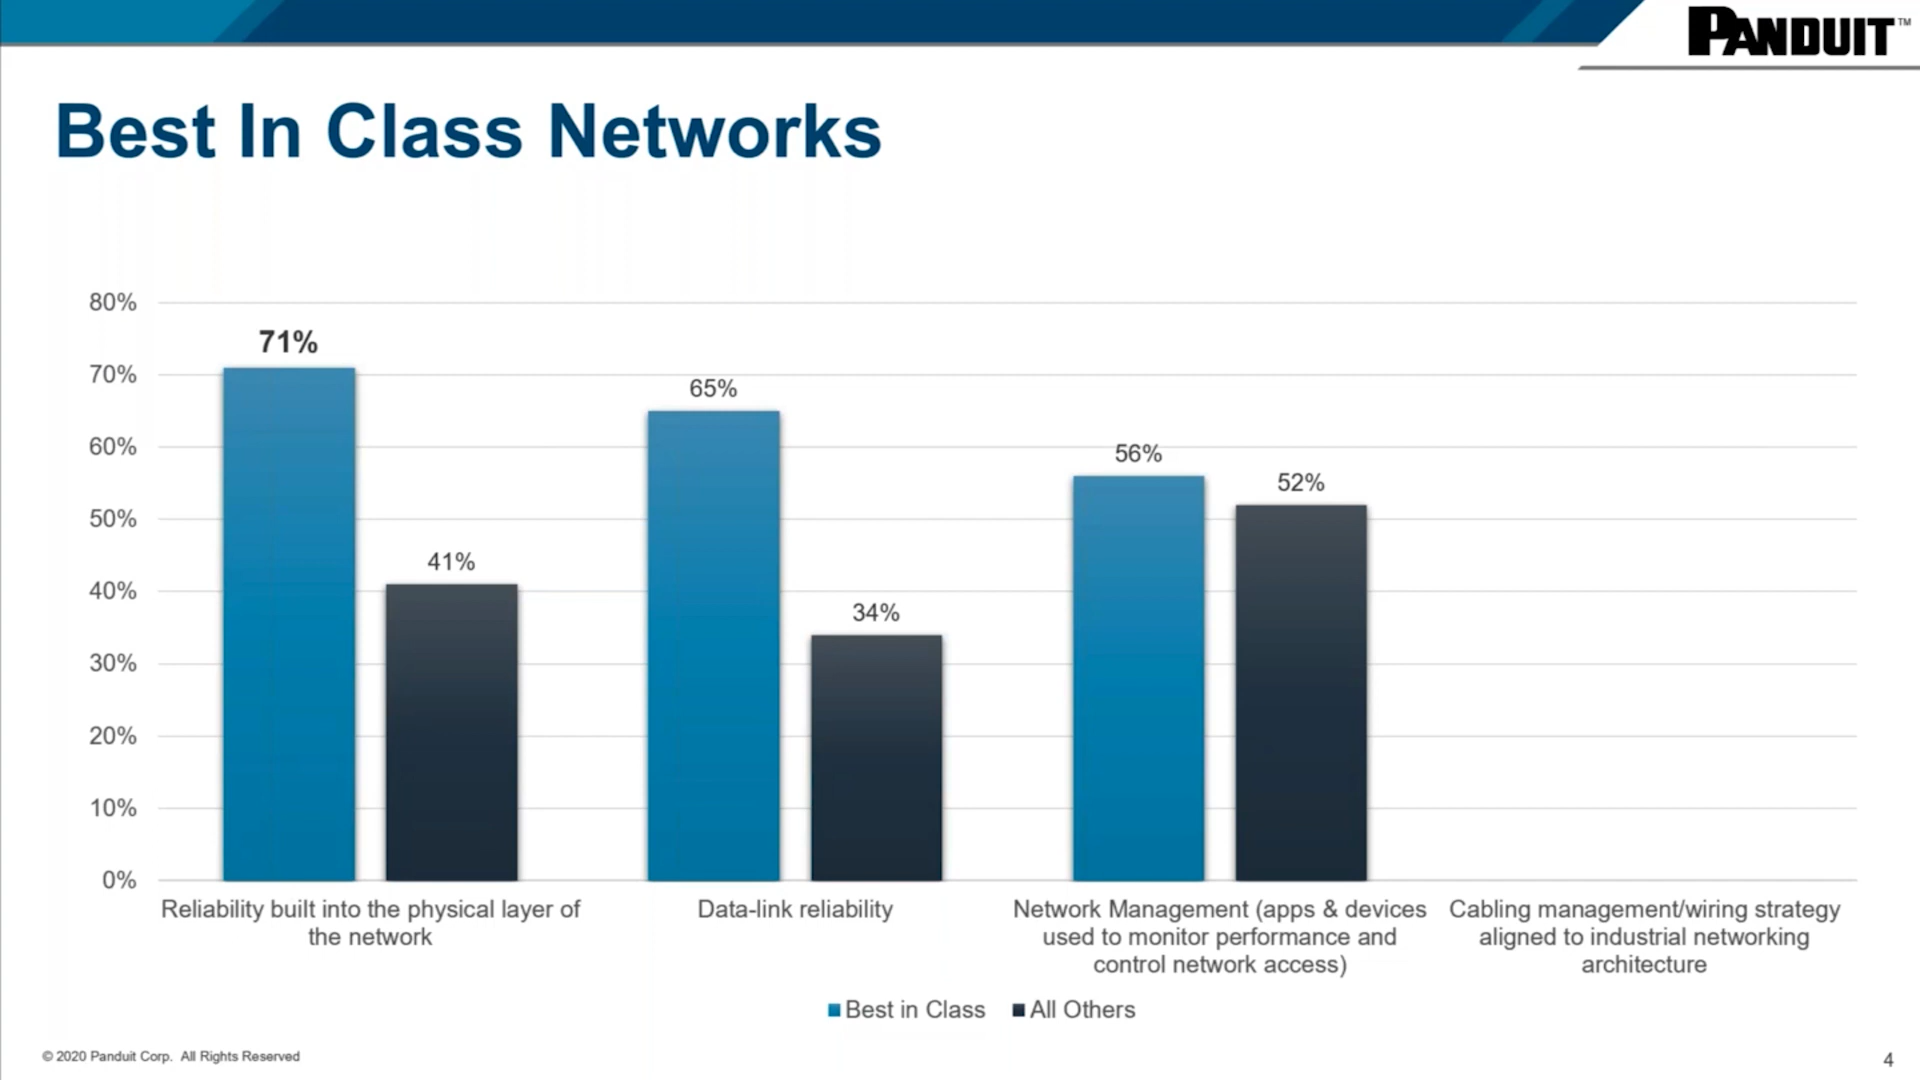 PANDUIT™
Best In Class Networks
80%
70%
60%
50%
40%
30%
20%
10%
0%
71%
41%
65%
34%
56%
52%
Reliability built into the physical layer of
the network
Data-link reliability
Network Management (apps & devices
used to monitor performance and
control network access)
Cabling management/wiring strategy
aligned to industrial networking
architecture
Best in Class
All Others
© 2020 Panduit Corp. All Rights Reserved
4